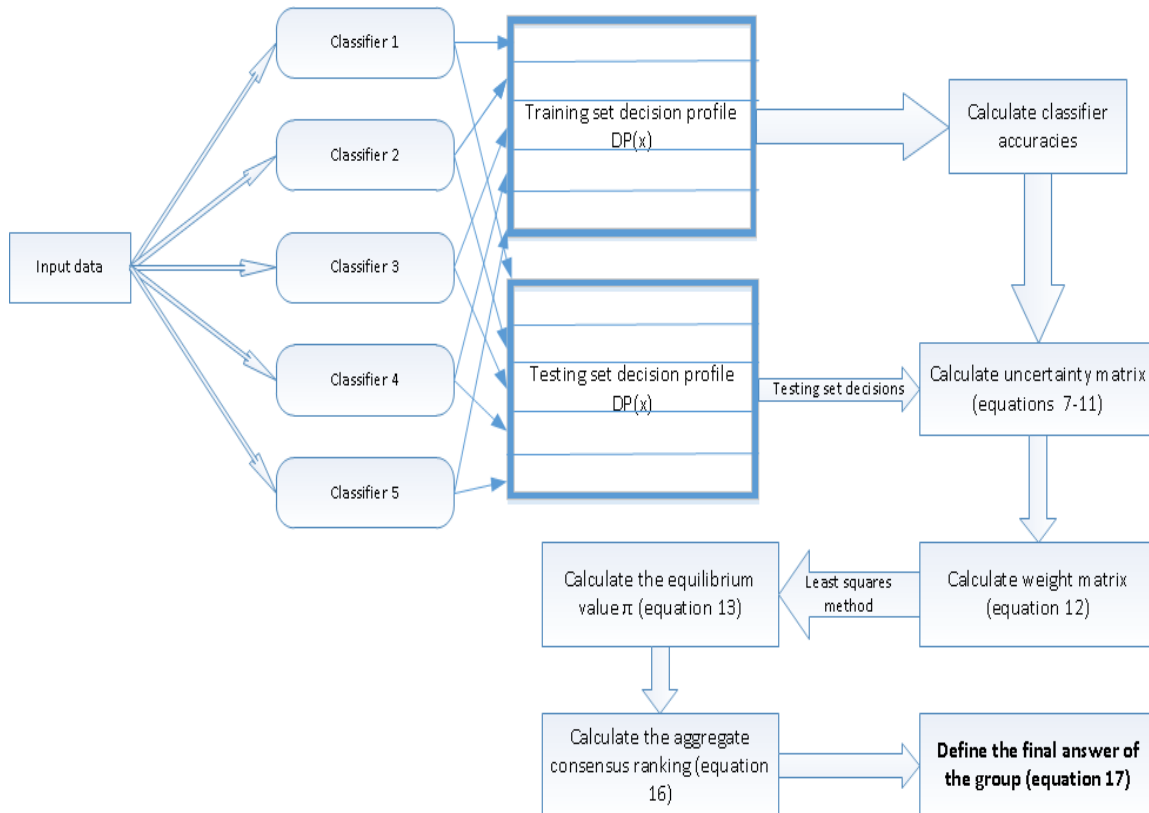 Classifier 1
Classifier 2
Input data
Classifier 3
Classifier 4
Classifier 5
Training set decision profile
DP(x)
Testing set decision profile
DP(x)
Calculate classifier
accuracies
Testing set decisions
Calculate uncertainty matrix
(equations 7-11)
Calculate weight matrix
(equation 12)
Least squares
method
Calculate the equilibrium
value π (equation 13)
Calculate the aggregate
consensus ranking (equation
16)
Define the final answer of
the group (equation 17)